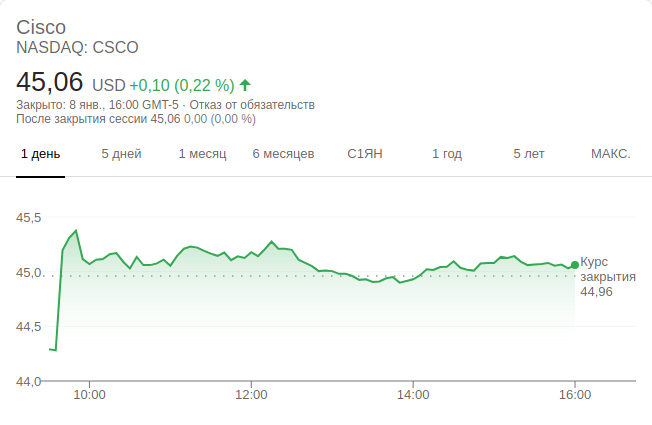 Cisco
NASDAQ: CSCO
45,06 USD +0,10 (0,22 %)
Закрыто: 8 янв., 16:00 GMT-5 · Отказ от обязательств
После закрытия сессии 45,06 0,00 (0,00 %)
1 день 5 дней 1 месяц 6 месяцев С1ЯН 1 год 5 лет МАКС.
45,5
45,0
44,5
44,0
Курс
закрытия
44,96
10:00 12:00 14:00 16:00